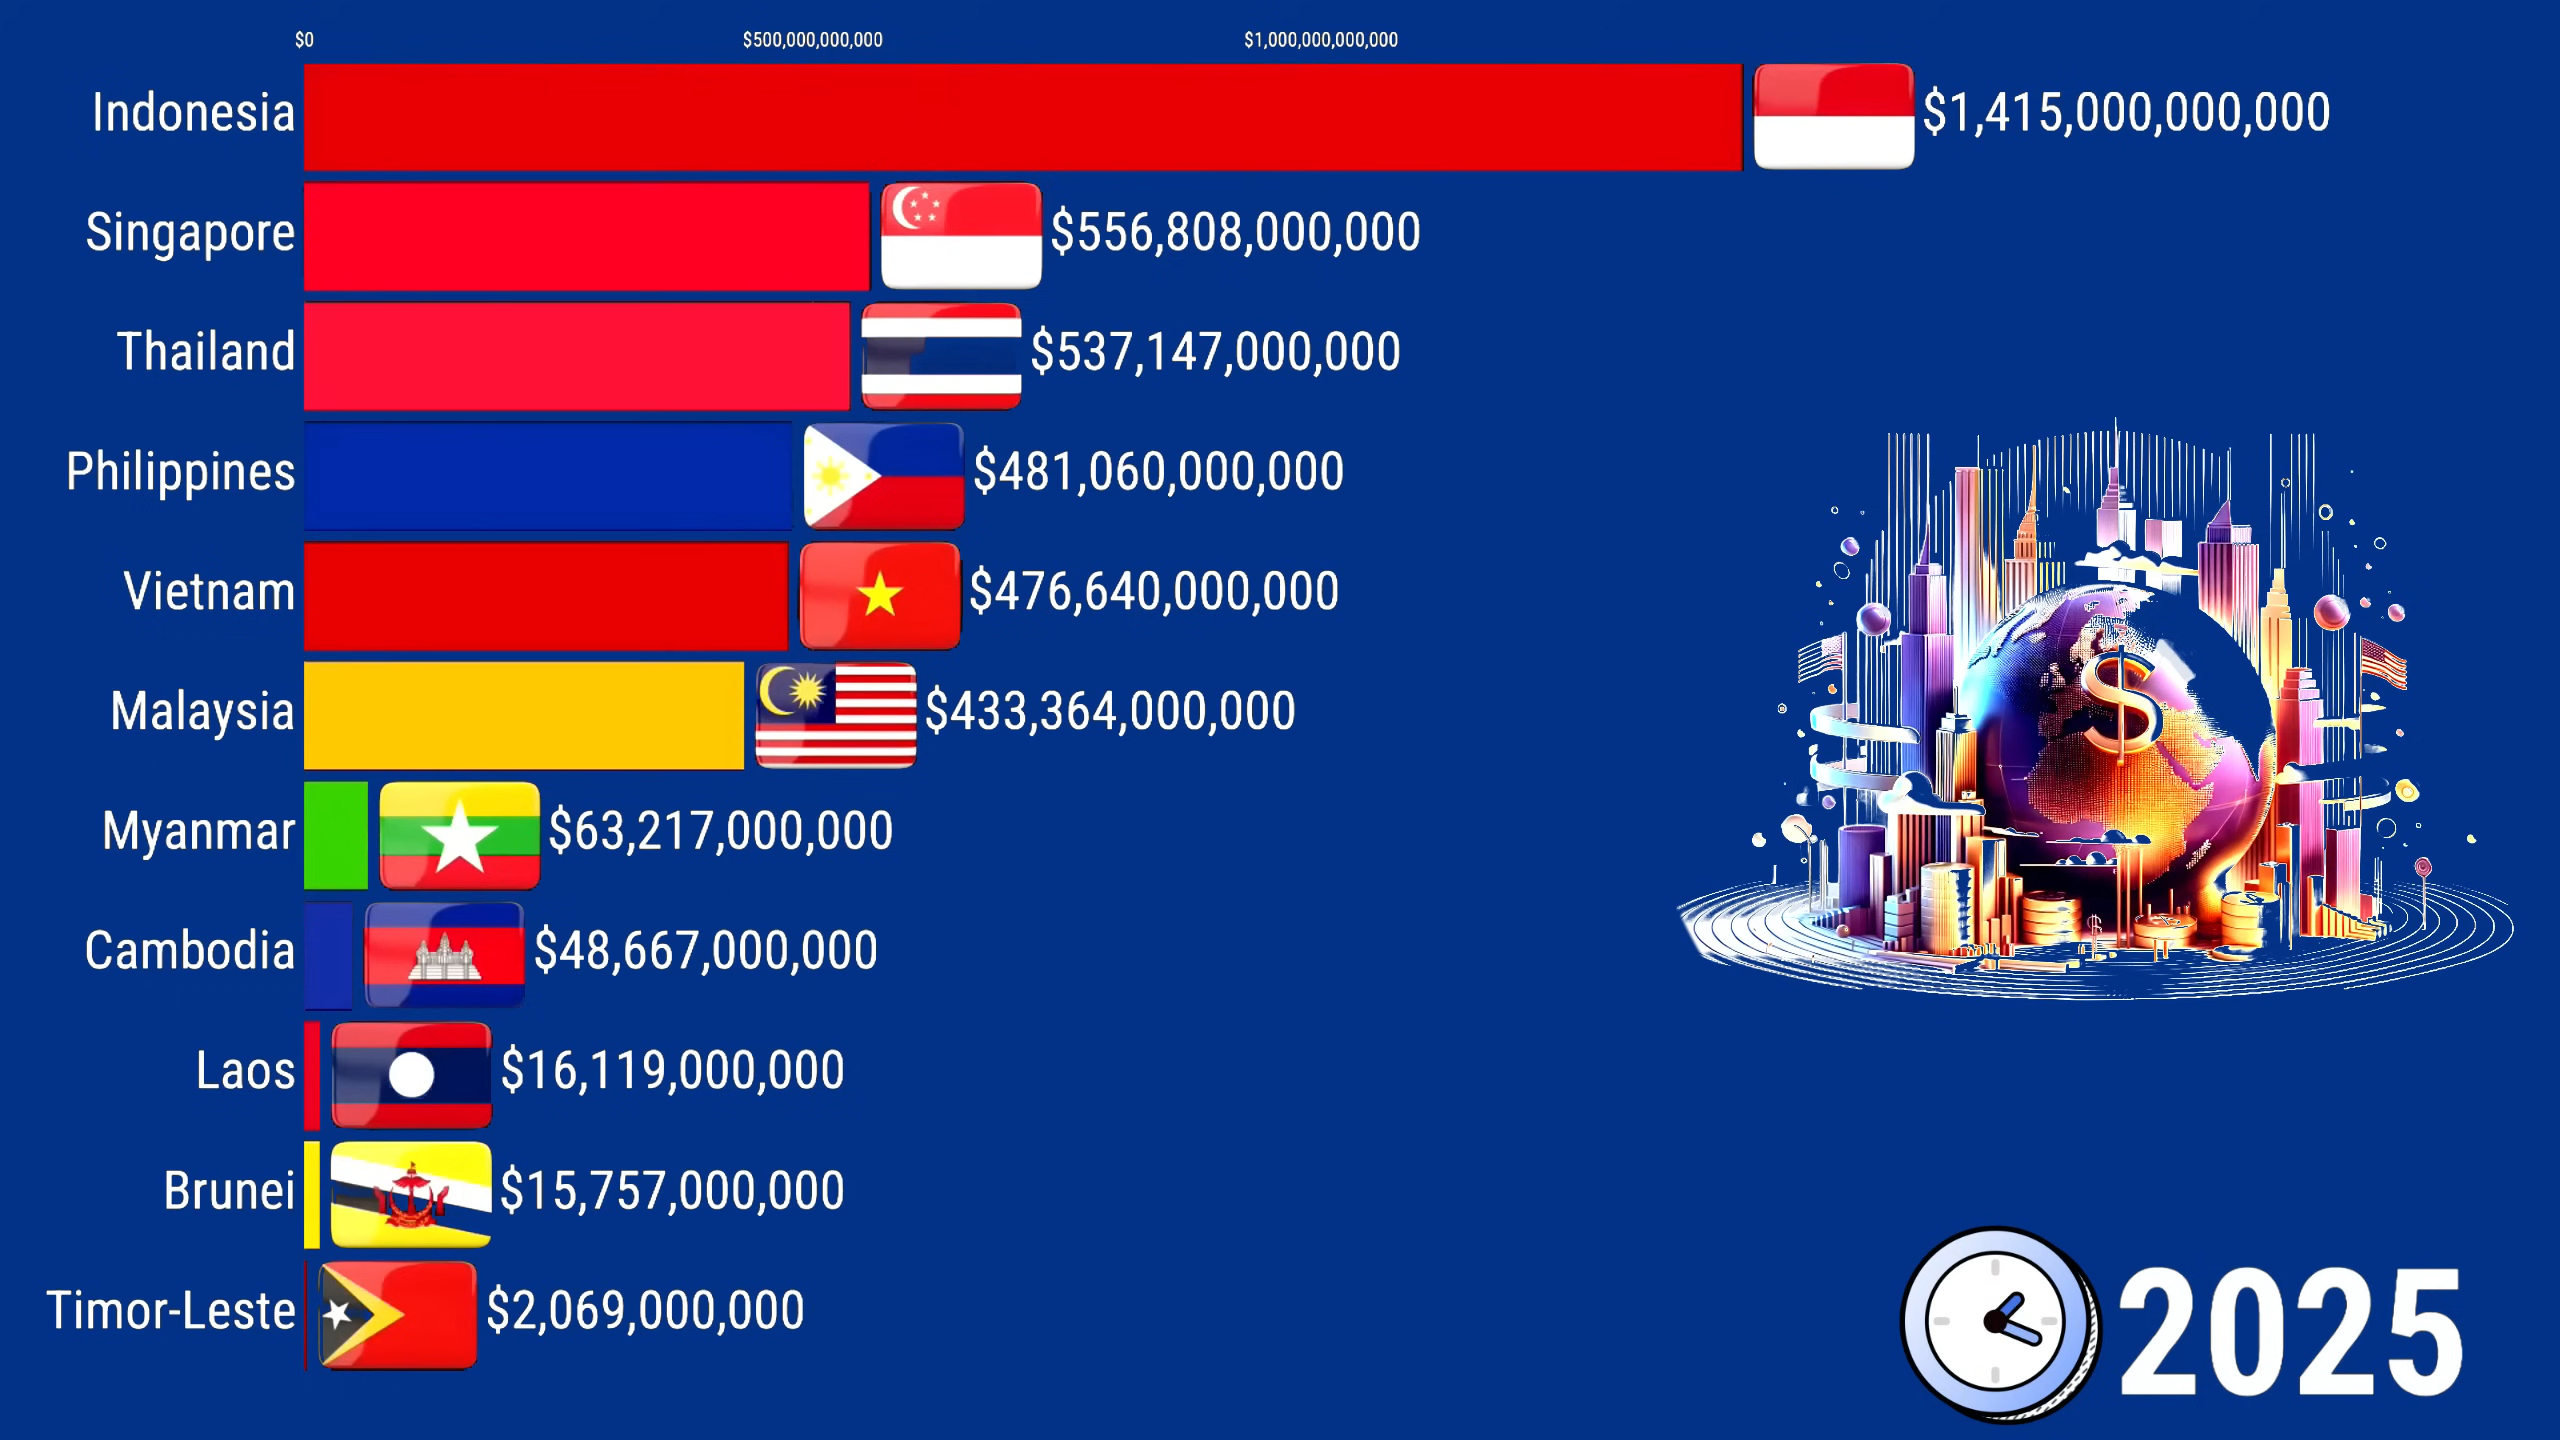 $0 $500,000,000,000 $1,000,000,000,000
Indonesia $1,415,000,000,000
Singapore $556,808,000,000
Thailand $537,147,000,000
Philippines $481,060,000,000
Vietnam $476,640,000,000
Malaysia $433,364,000,000
Myanmar $63,217,000,000
Cambodia $48,667,000,000
Laos $16,119,000,000
Brunei $15,757,000,000
Timor-Leste $2,069,000,000
$
2025